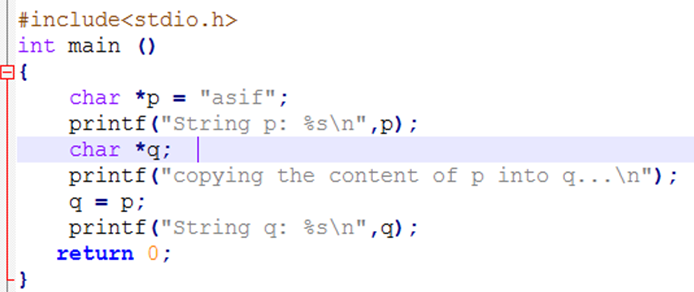 #include<stdio.h>
int main ()
{
char *p = "asif";
printf("String p: %s\n",p);
char *q;
printf("copying the content of p into q...\n");
q = p;
printf("String q: %s\n",q);
return 0;
}